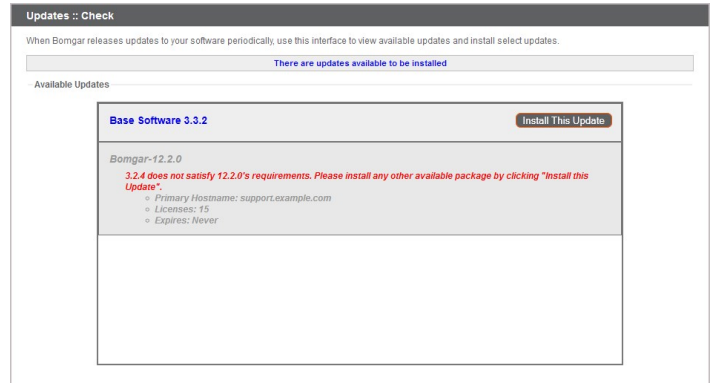 Updates :: Check
When Bomgar releases updates to your software periodically, use this interface to view available updates and install select updates.
There are updates available to be installed
Available Updates
Base Software 3.3.2
Install This Update
Bomgar-12.2.0
3.2.4 does not satisfy 12.2.0's requirements. Please install any other available package by clicking "Install this
Update".
Primary Hostname: support.example.com
Licenses: 15
Expires: Never